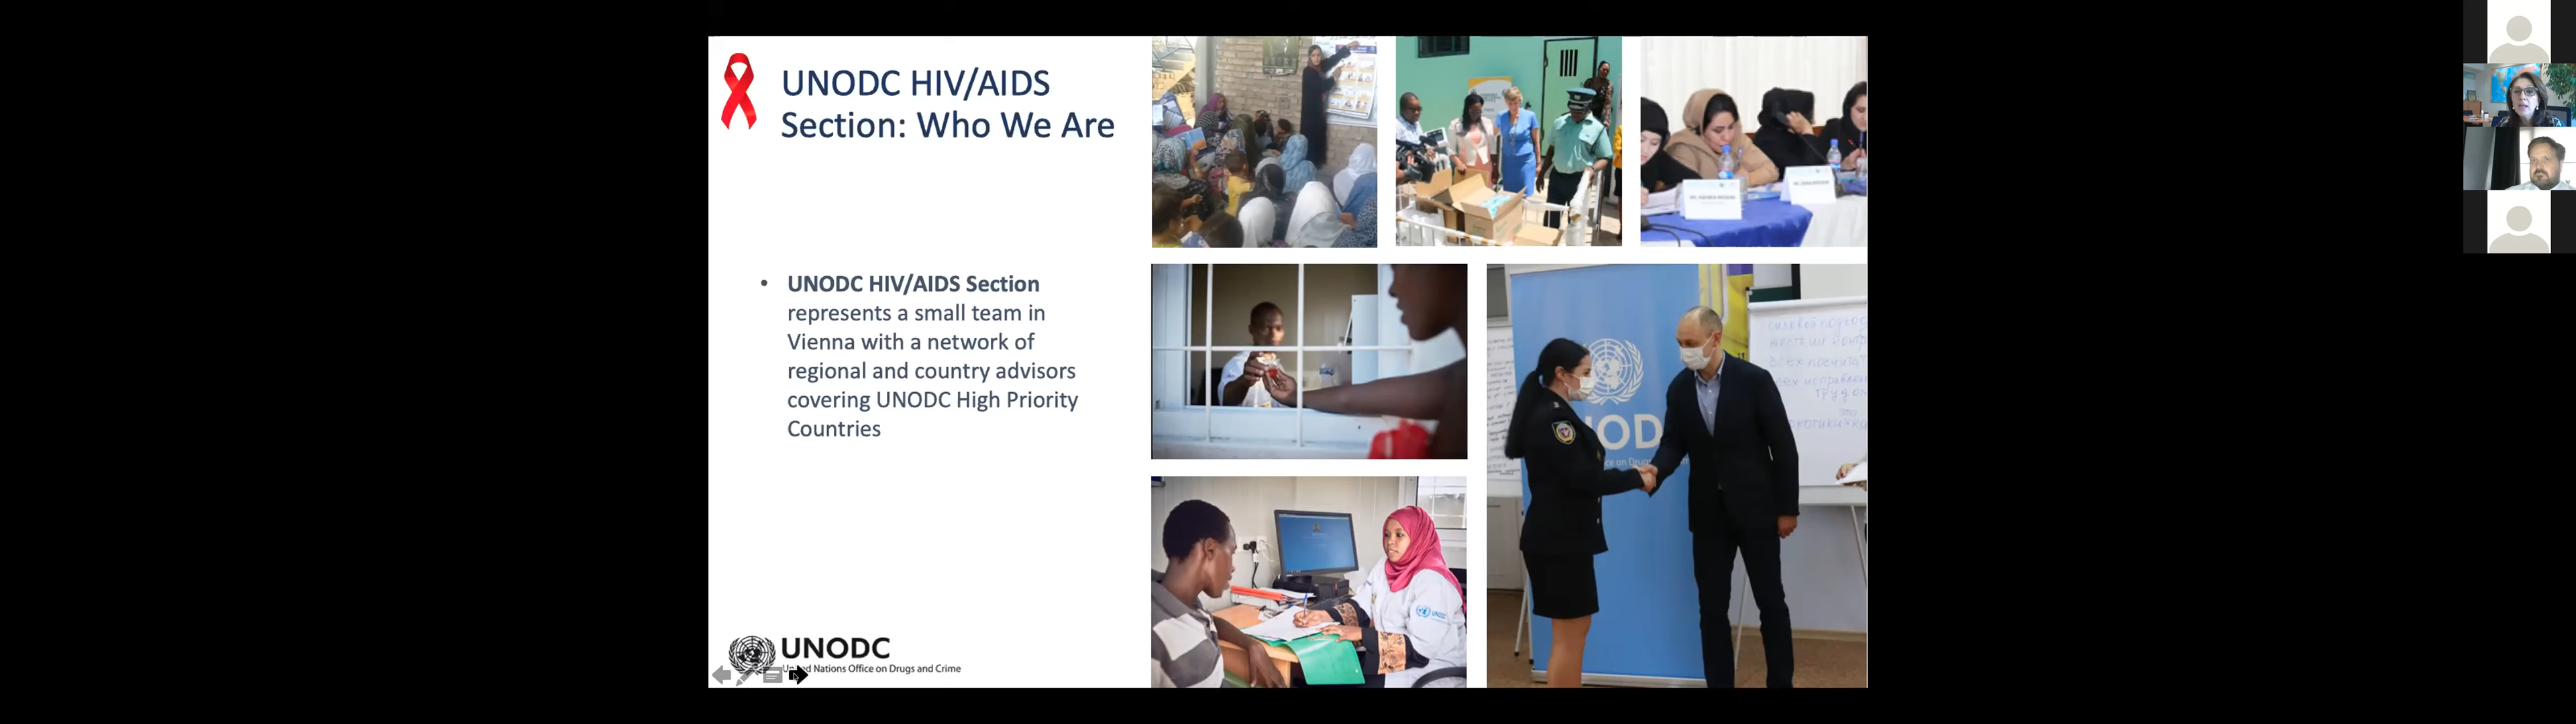 UNODC HIV/AIDS
Section: Who We Are
• UNODC HIV/AIDS Section
represents a small team in
Vienna with a network of
regional and country advisors
covering UNODC High Priority
Countries
UNODC
United Nations Office on Drugs and Crime